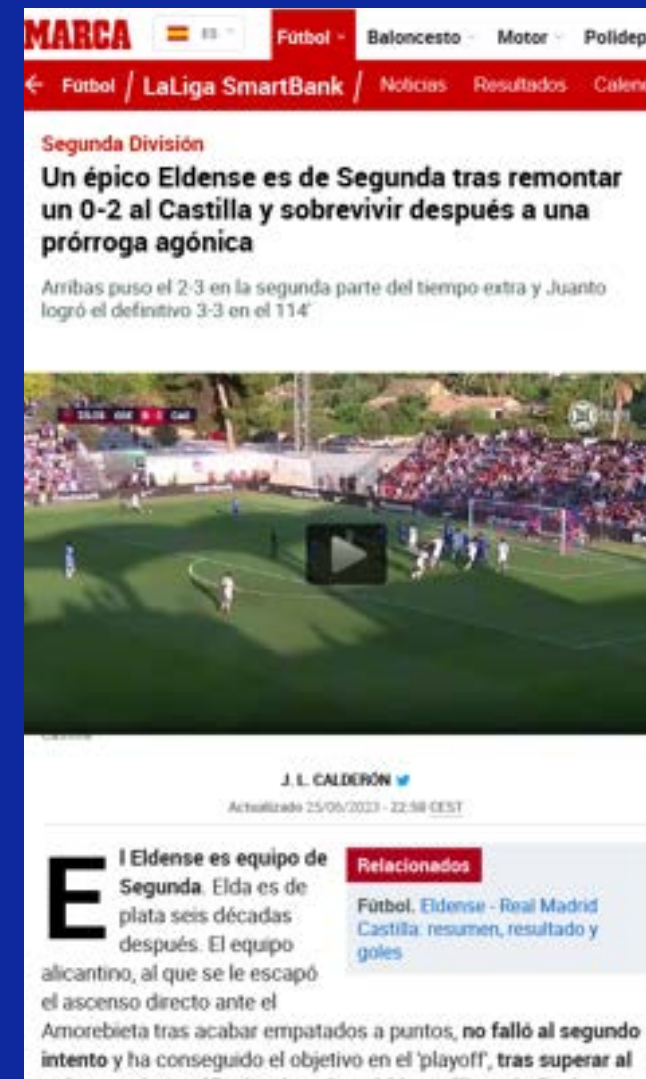 MARCA ES Fútbol Baloncesto Motor Polidep
Fútbol / LaLiga SmartBank / Noticias Resultados Calend
Segunda División
Un épico Eldense es de Segunda tras remontar
un 0-2 al Castilla y sobrevivir después a una
prórroga agónica
Arribas puso el 2-3 en la segunda parte del tiempo extra y Juanto
logró el definitivo 3-3 en el 114'
J. L. CALDERÓN
Actualizado 25/06/2023 - 22:58 CEST
El Eldense es equipo de
Segunda. Elda es de
plata seis décadas
después. El equipo
alicantino, al que se le escapó
el ascenso directo ante el
Relacionados
Fútbol. Eldense - Real Madrid
Castilla: resumen, resultado y
goles
Amorebieta tras acabar empatados a puntos, no falló al segundo
intento y ha conseguido el objetivo en el 'playoff', tras superar al